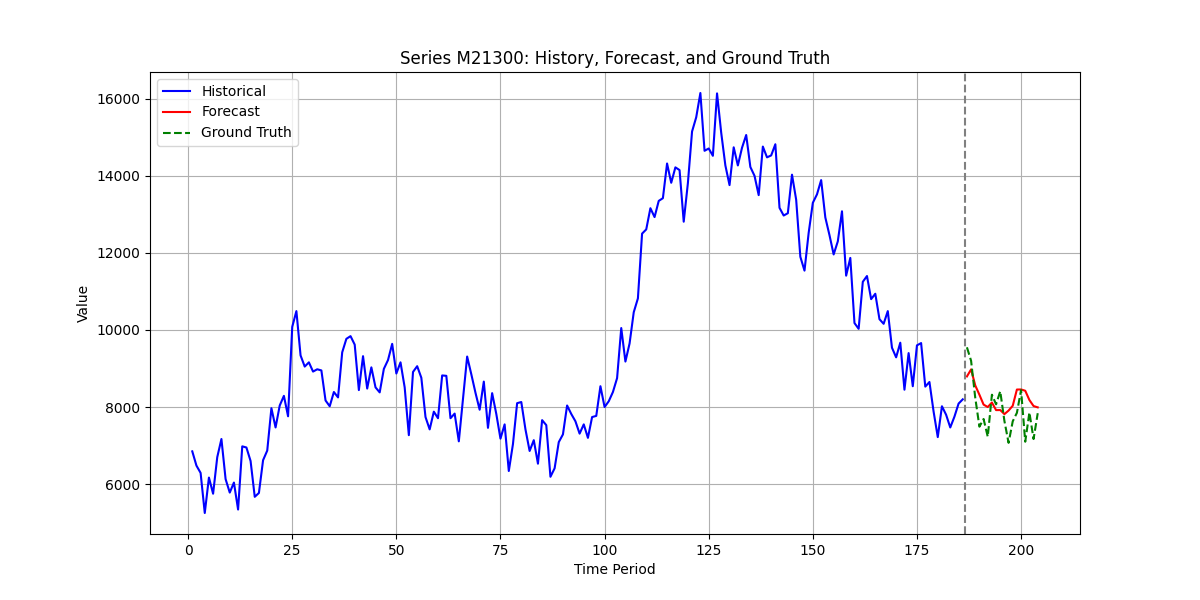 Series M21300: History, Forecast, and Ground Truth
Historical
Forecast
Ground Truth
16000
14000
12000
10000
8000
6000
Value
0 25 50 75 100 125 150 175 200
Time Period